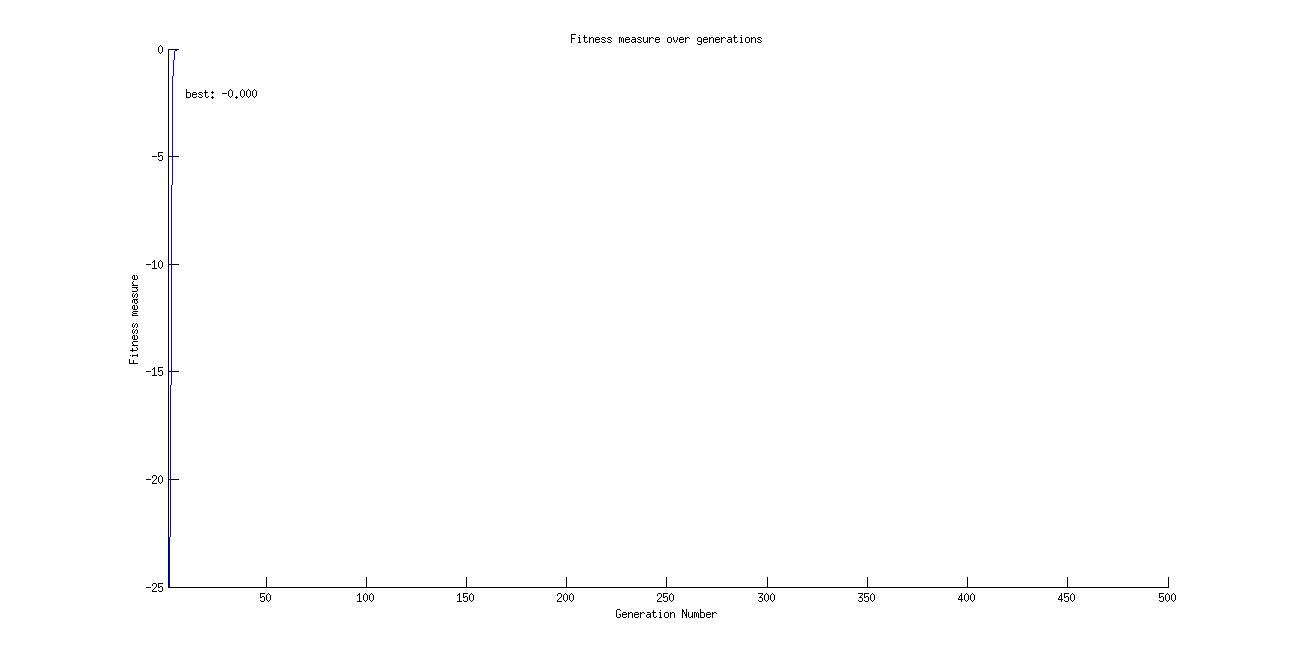 Fitness measure over generations
0
best: -0.000
-5
-10
Fitness measure
-15
-20
-25
50 100 150 200 250 300 350 400 450 500
Generation Number